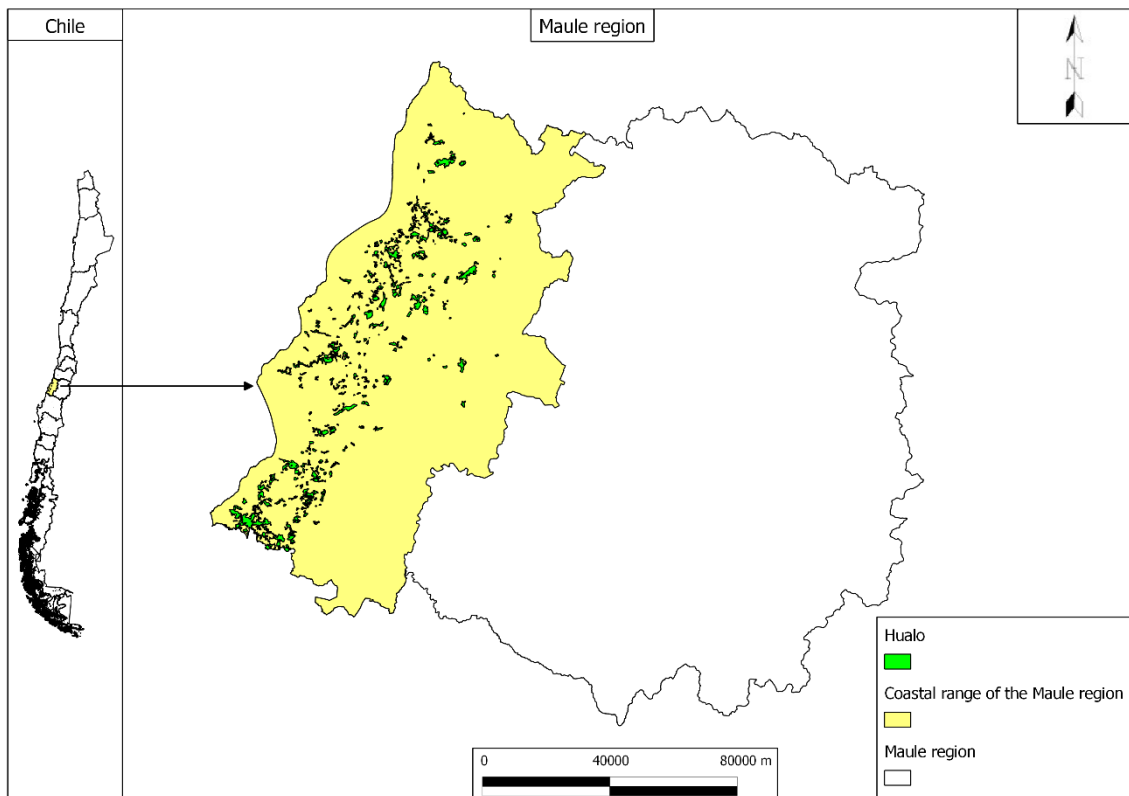 Chile
Maule region
N
Hualo
Coastal range of the Maule region
Maule region
0 40000 80000 m